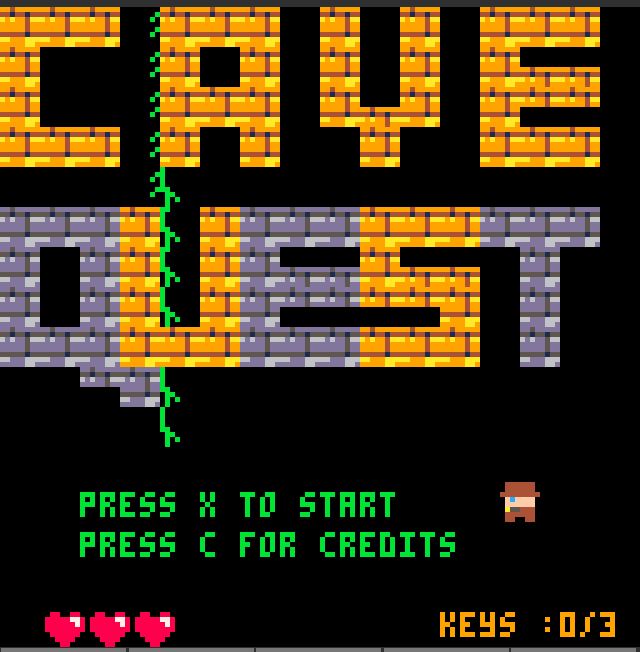 CAVE
QUEST
PRESS X TO START
PRESS C FOR CREDITS
KEYS :0/3